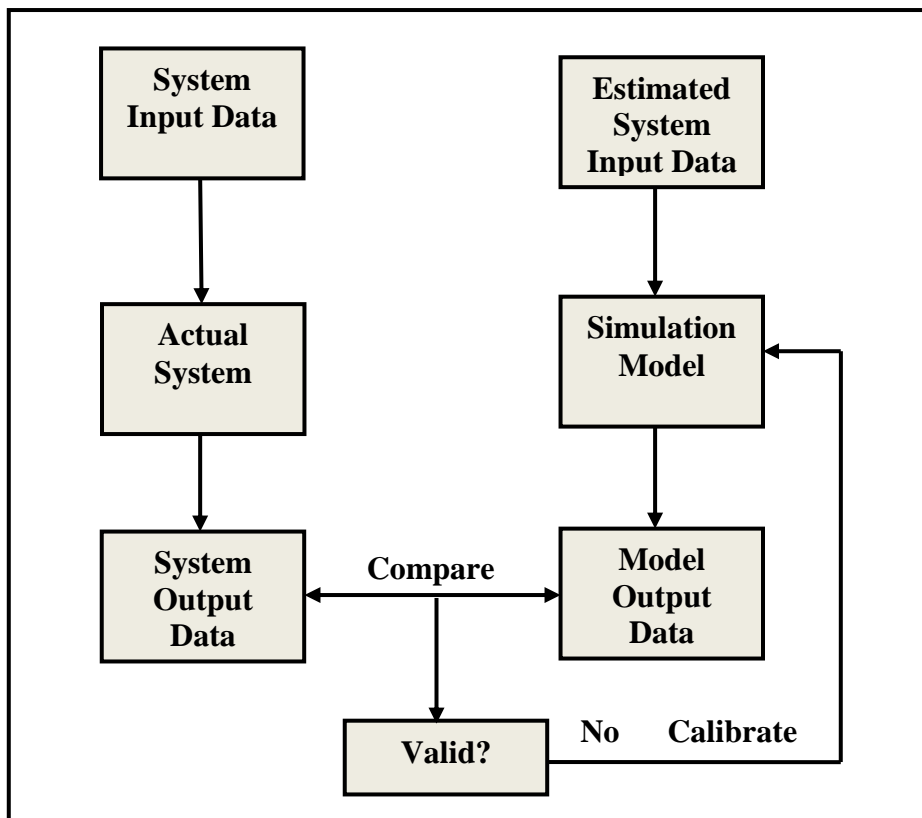 System
Input Data
Estimated
System
Input Data
Actual
System
Simulation
Model
System
Output
Data
Compare
Model
Output
Data
Valid?
No Calibrate